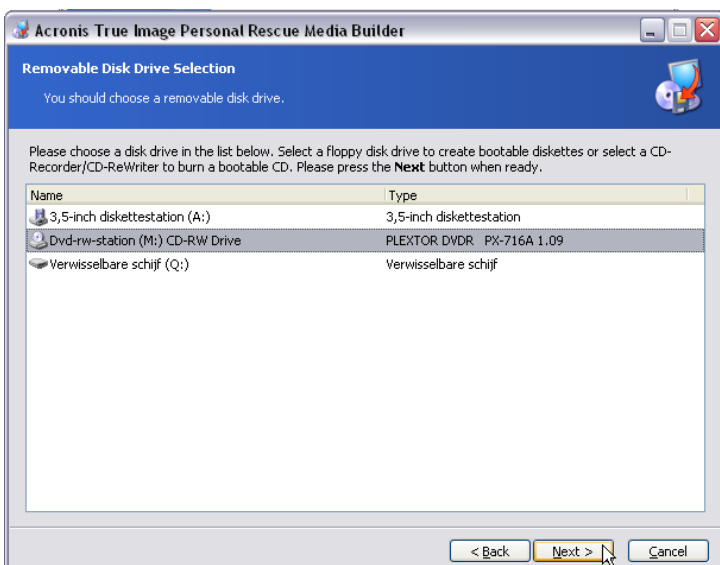 Acronis True Image Personal Rescue Media Builder
Removable Disk Drive Selection
You should choose a removable disk drive.
Please choose a disk drive in the list below. Select a floppy disk drive to create bootable diskettes or select a CD-
Recorder/CD-ReWriter to burn a bootable CD. Please press the Next button when ready.
Name Type
3,5-inch diskettestation (A:) 3,5-inch diskettestation
Dvd-rw-station (M:) CD-RW Drive PLEXTOR DVDR PX-716A 1.09
Verwisselbare schijf (Q:) Verwisselbare schijf
< Back Next > Cancel